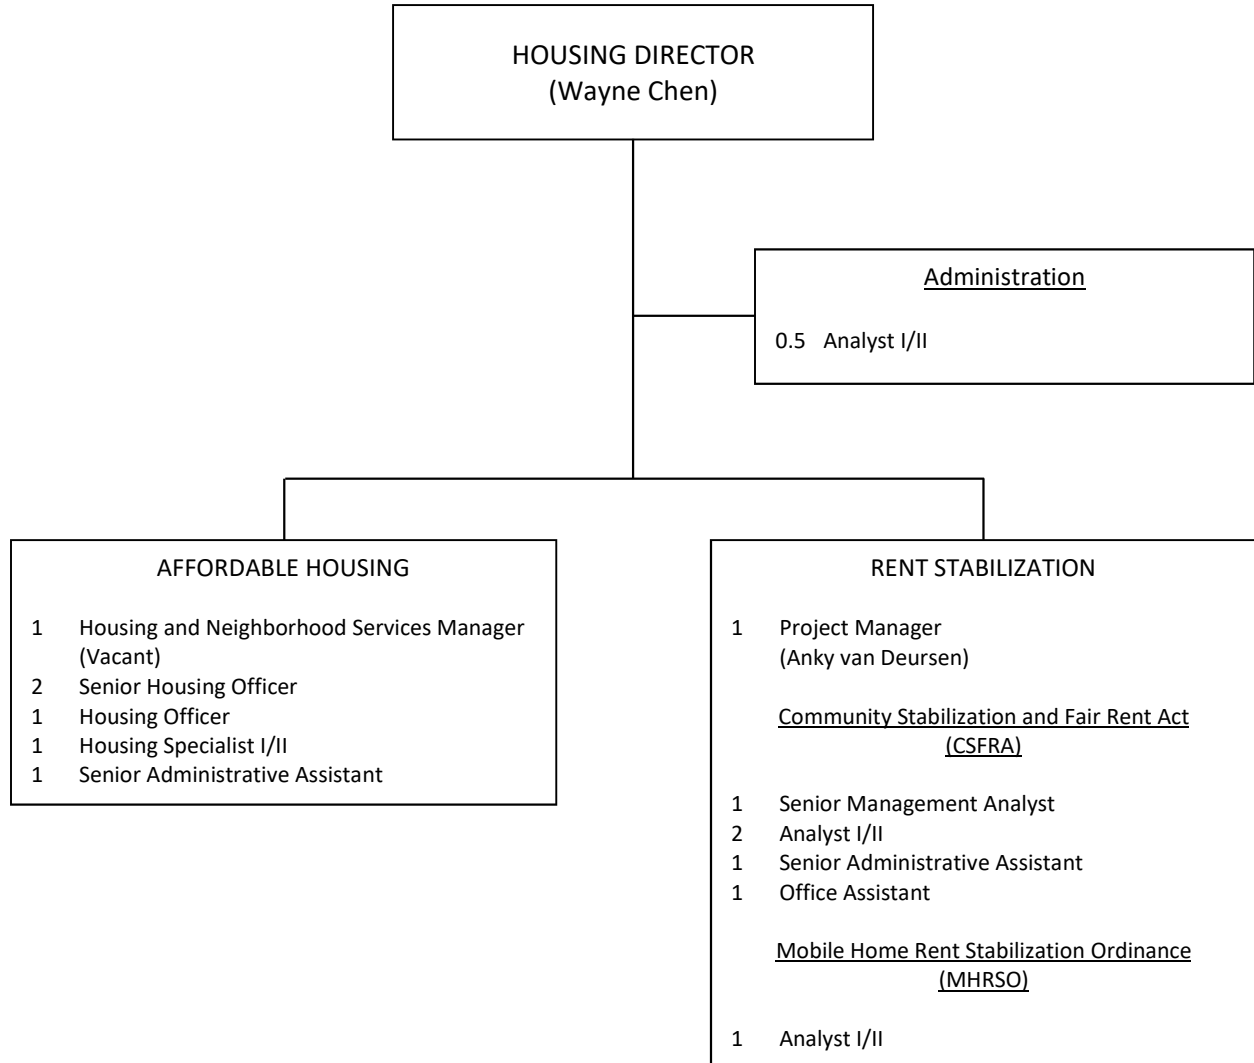 HOUSING DIRECTOR
(Wayne Chen)
Administration
0.5 Analyst I/II
AFFORDABLE HOUSING
1 Housing and Neighborhood Services Manager
(Vacant)
2 Senior Housing Officer
1 Housing Officer
1 Housing Specialist I/II
1 Senior Administrative Assistant
RENT STABILIZATION
1 Project Manager
(Anky van Deursen)
Community Stabilization and Fair Rent Act
(CSFRA)
1 Senior Management Analyst
2 Analyst I/II
1 Senior Administrative Assistant
1 Office Assistant
Mobile Home Rent Stabilization Ordinance
(MHRSO)
1 Analyst I/II